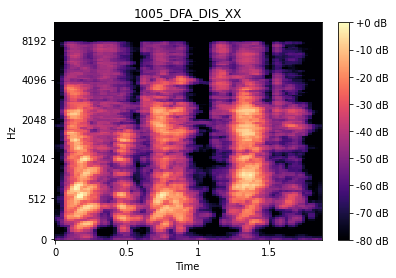 1005_DFA_DIS_XX
8192
4096
2048
1024
512
0
Hz
0
0.5
1
1.5
Time
+0 dB
-10 dB
-20 dB
-30 dB
-40 dB
-50 dB
-60 dB
-70 dB
-80 dB